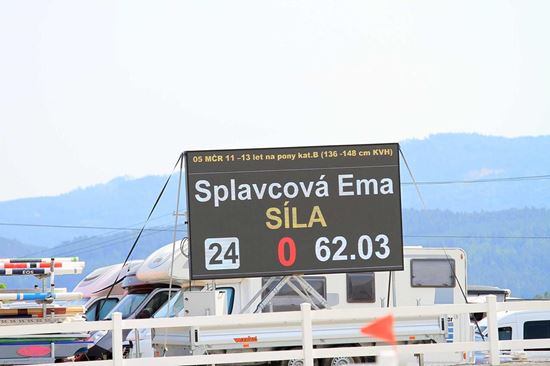 05 MČR 11 -13 let na pony kat.B (136 -148 cm KVH)
Splavcová Ema
SÍLA
24 0 62.03
EOS